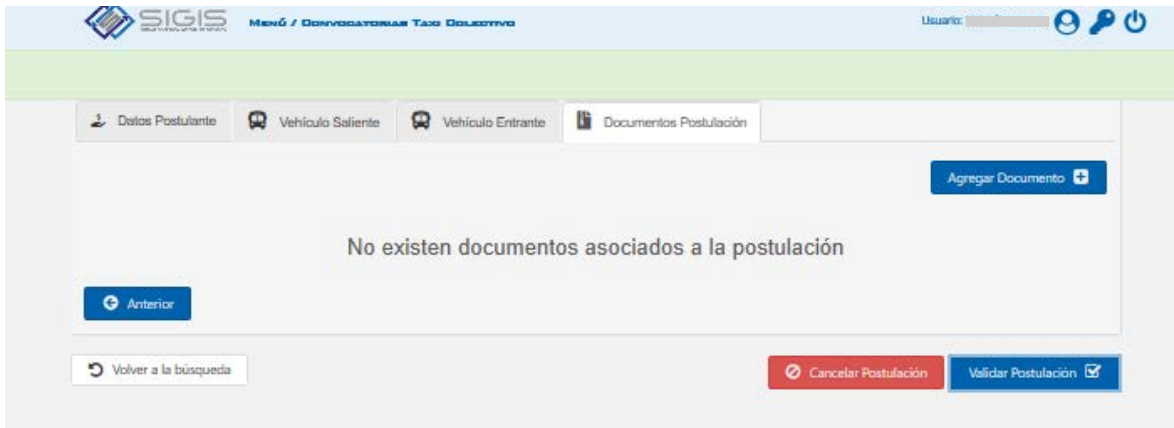 SIGIS MENÚ / CONVOCATORIAS TAXI COLECTIVO Usuario:
Datos Postulante Vehículo Saliente Vehículo Entrante Documentos Postulación
Agregar Documento
No existen documentos asociados a la postulación
Anterior
Volver a la búsqueda Cancelar Postulación Validar Postulación